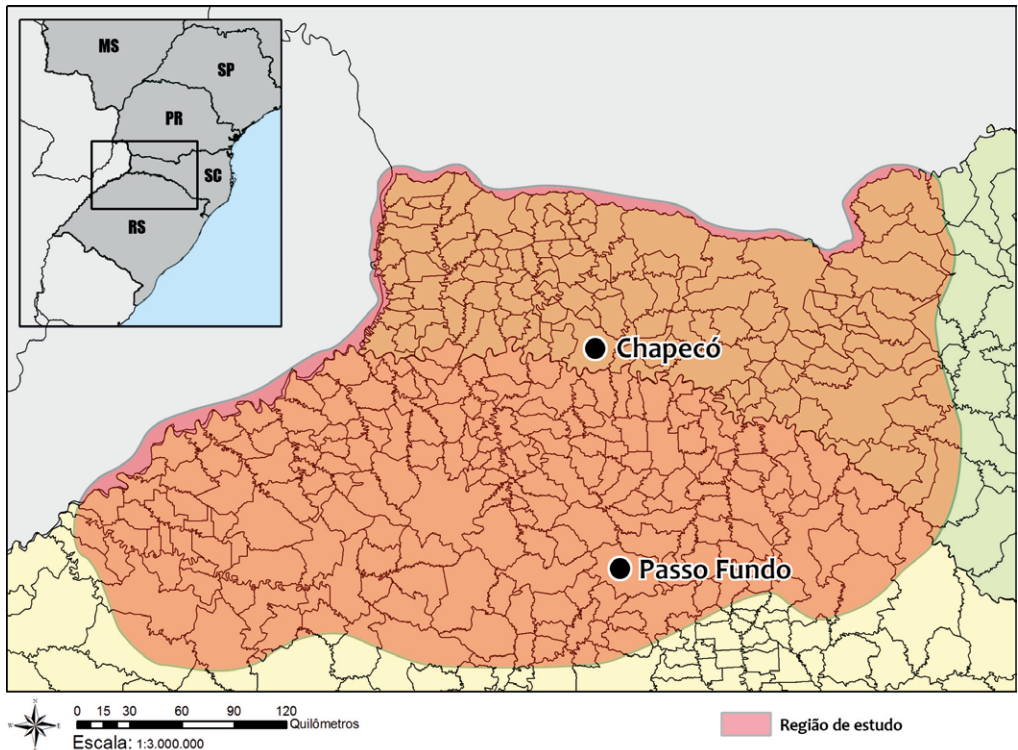 MS
SP
PR
SC
RS
Chapecó
Passo Fundo
N
W E
S
0 15 30 60 90 120
Quilômetros
Escala: 1:3.000.000
Região de estudo